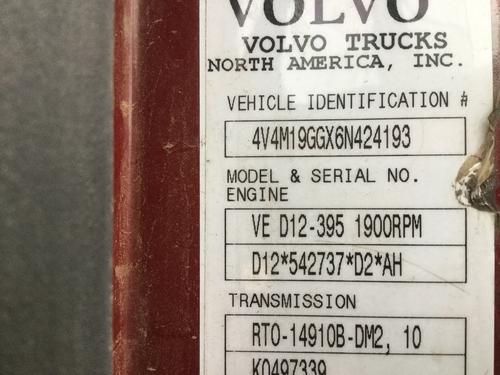 VOLVO
VOLVO TRUCKS
NORTH AMERICA, INC.
VEHICLE IDENTIFICATION #
4V4M19GGX6N424193
MODEL & SERIAL NO.
ENGINE
VE D12-395 1900RPM
D12*542737*D2*AH
TRANSMISSION
RTO-14910B-DM2, 10
K0497339